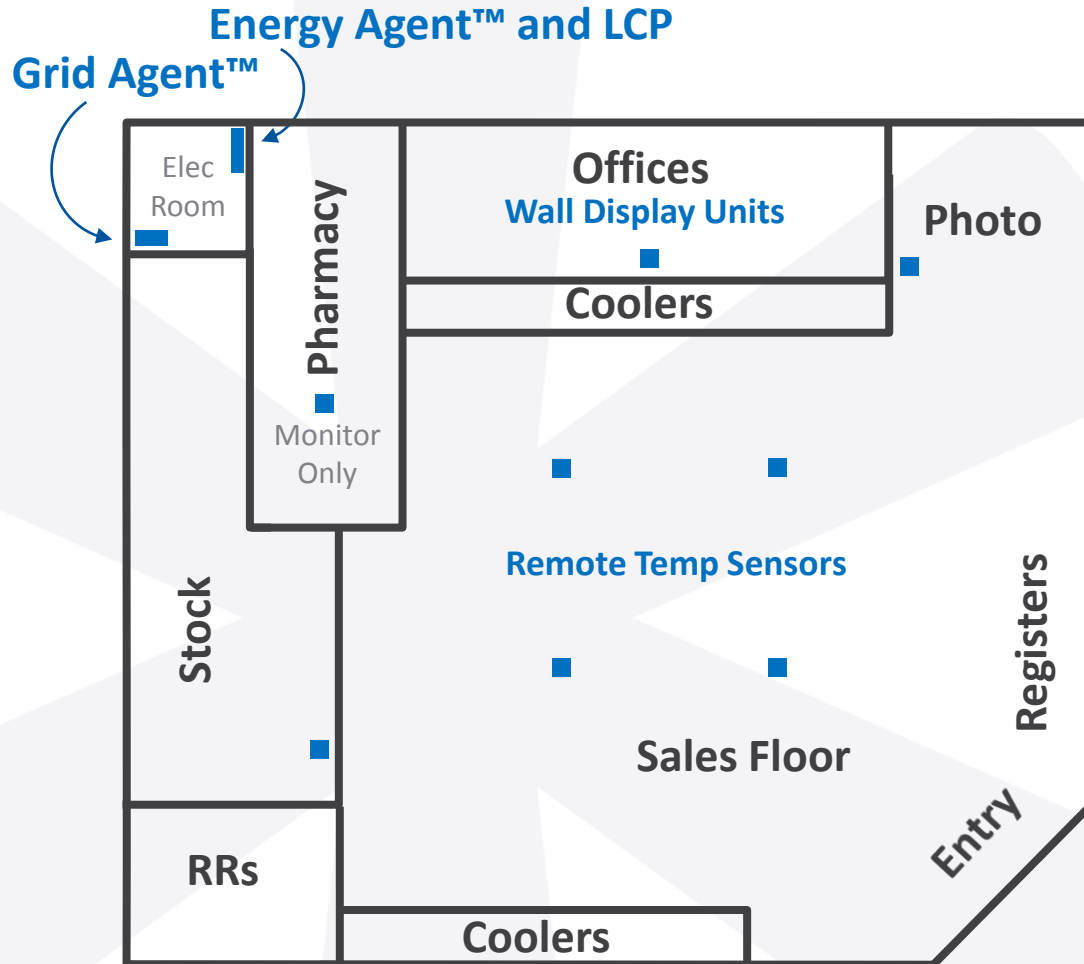 Energy Agent™ and LCP
Grid Agent™
Elec
Room
Pharmacy
Monitor
Only
Offices
Wall Display Units
Coolers
Photo
Remote Temp Sensors
Stock
Registers
Sales Floor
Entry
RRs
Coolers